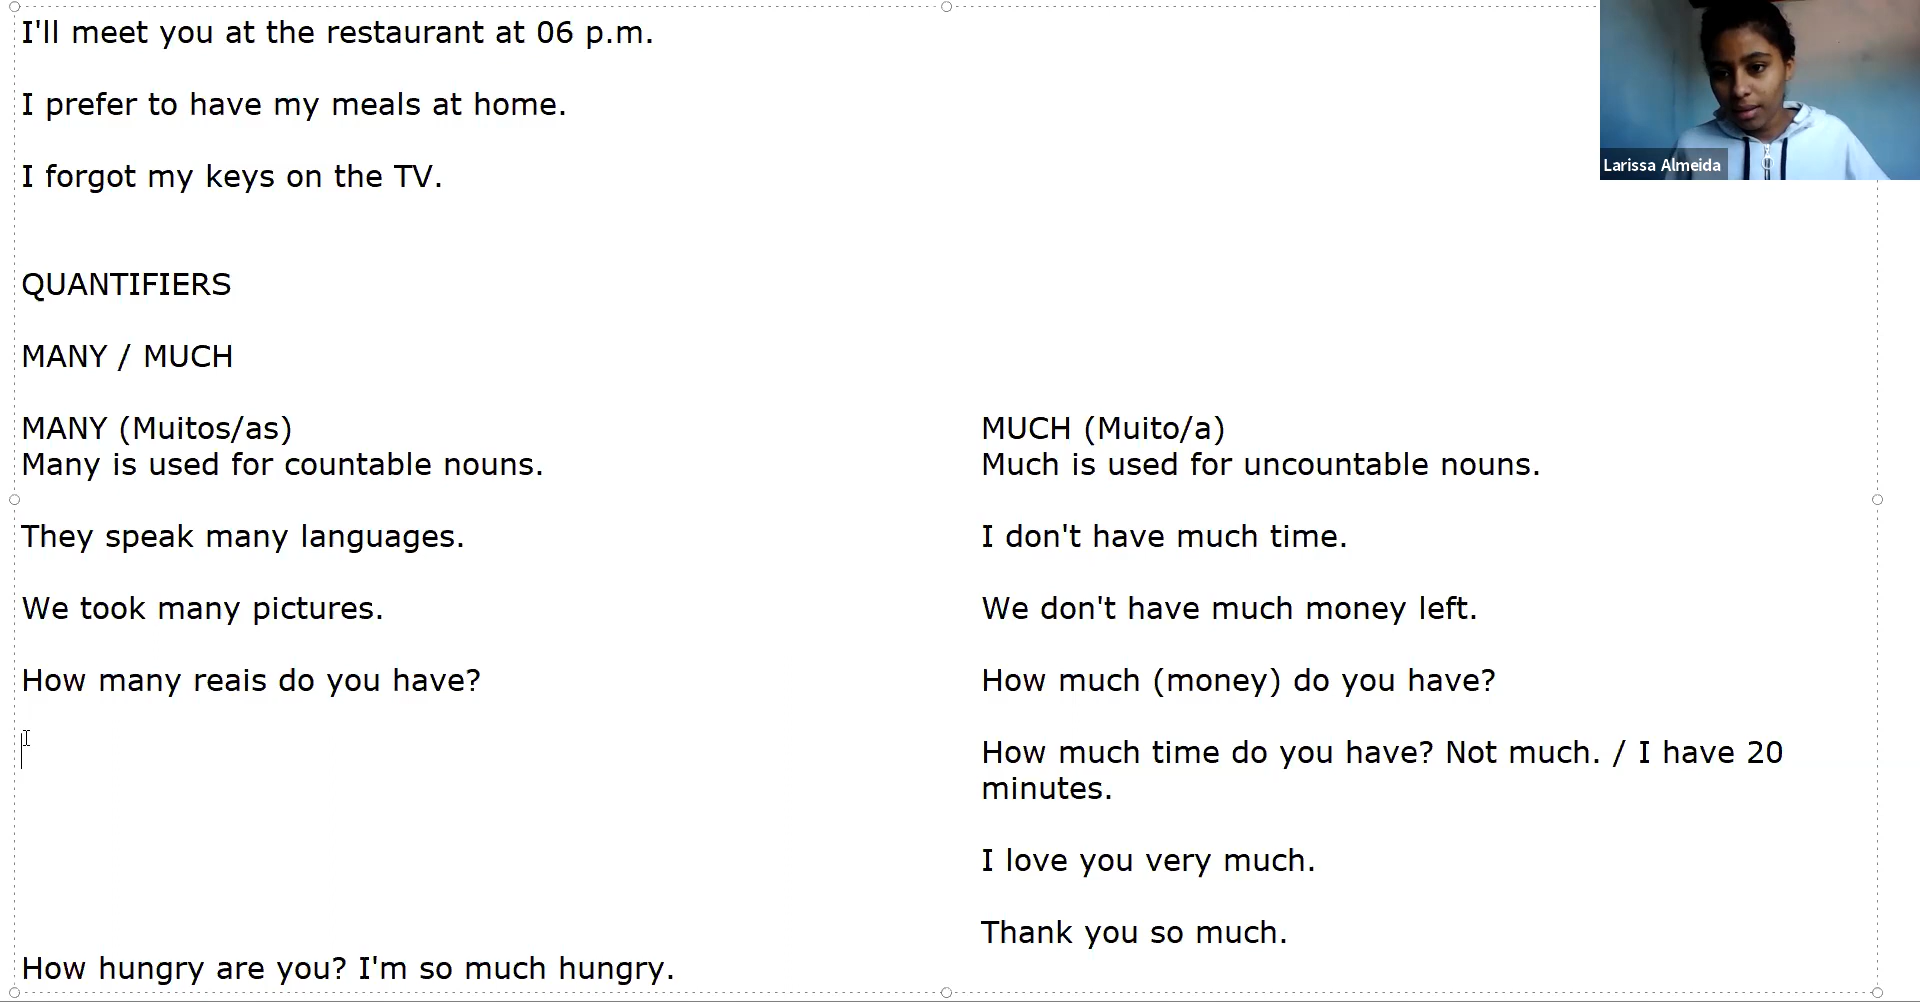 I'll meet you at the restaurant at 06 p.m.
I prefer to have my meals at home.
I forgot my keys on the TV.
Larissa Almeida
QUANTIFIERS
MANY / MUCH
MANY (Muitos/as)
Many is used for countable nouns.
They speak many languages.
We took many pictures.
How many reais do you have?
How hungry are you? I'm so much hungry.
MUCH (Muito/a)
Much is used for uncountable nouns.
I don't have much time.
We don't have much money left.
How much (money) do you have?
How much time do you have? Not much. / I have 20
minutes.
I love you very much.
Thank you so much.